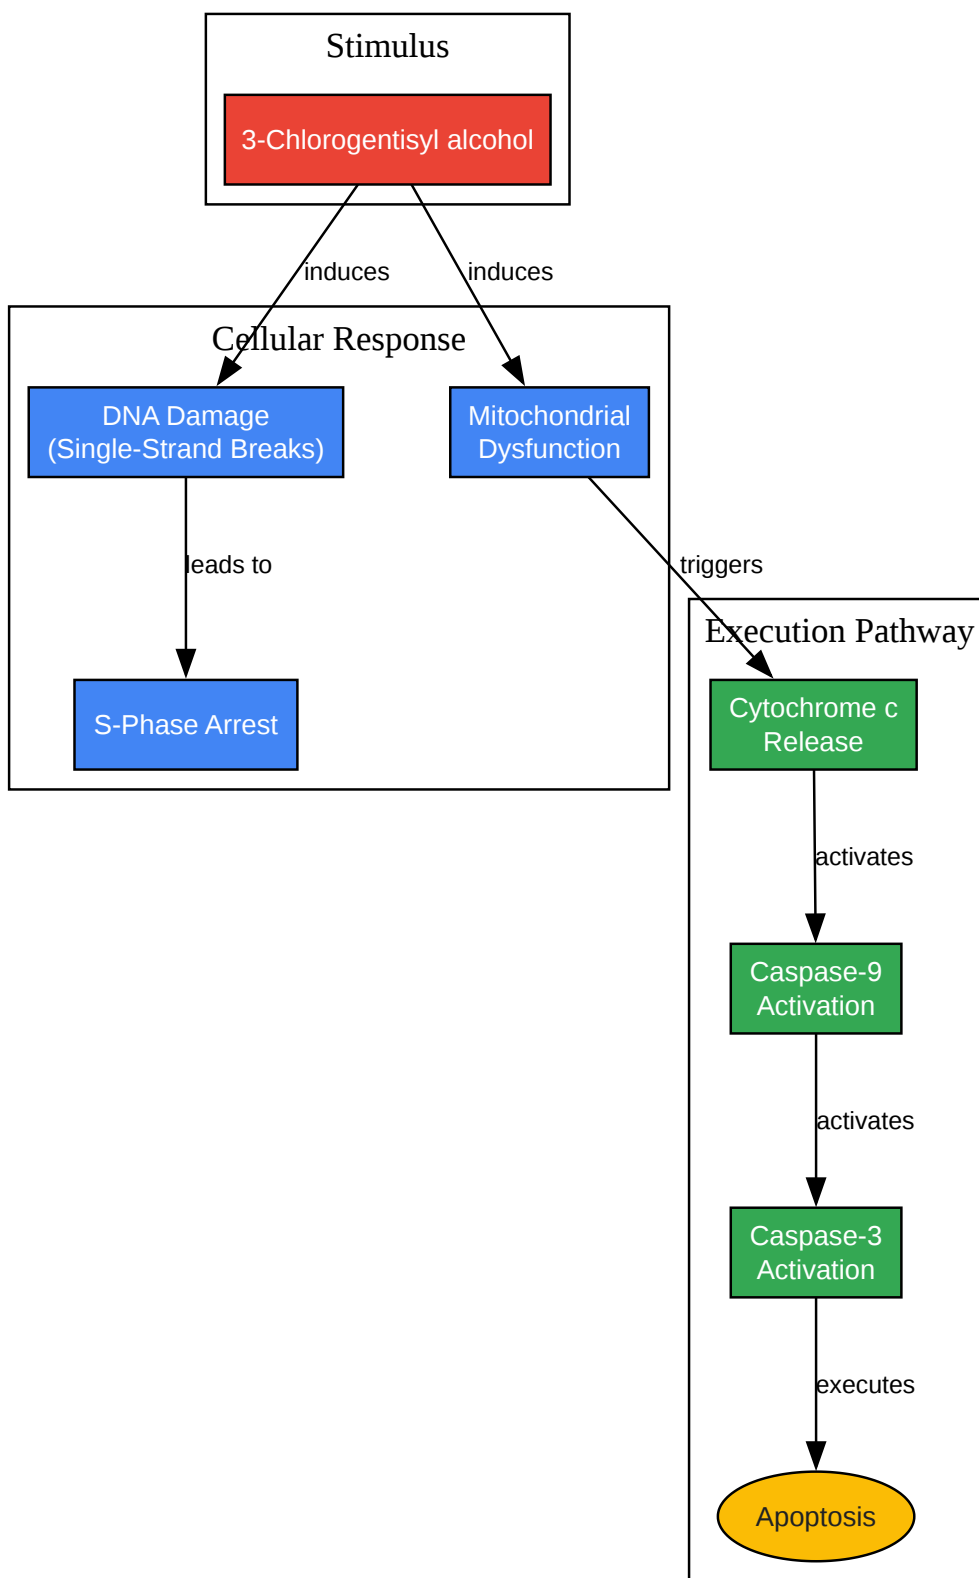 Stimulus
3-Chlorogentisyl alcohol
induces
induces
Cellular Response
DNA Damage
(Single-Strand Breaks)
Mitochondrial
Dysfunction
leads to
triggers
Execution Pathway
S-Phase Arrest
Cytochrome c
Release
activates
Caspase-9
Activation
activates
Caspase-3
Activation
executes
Apoptosis